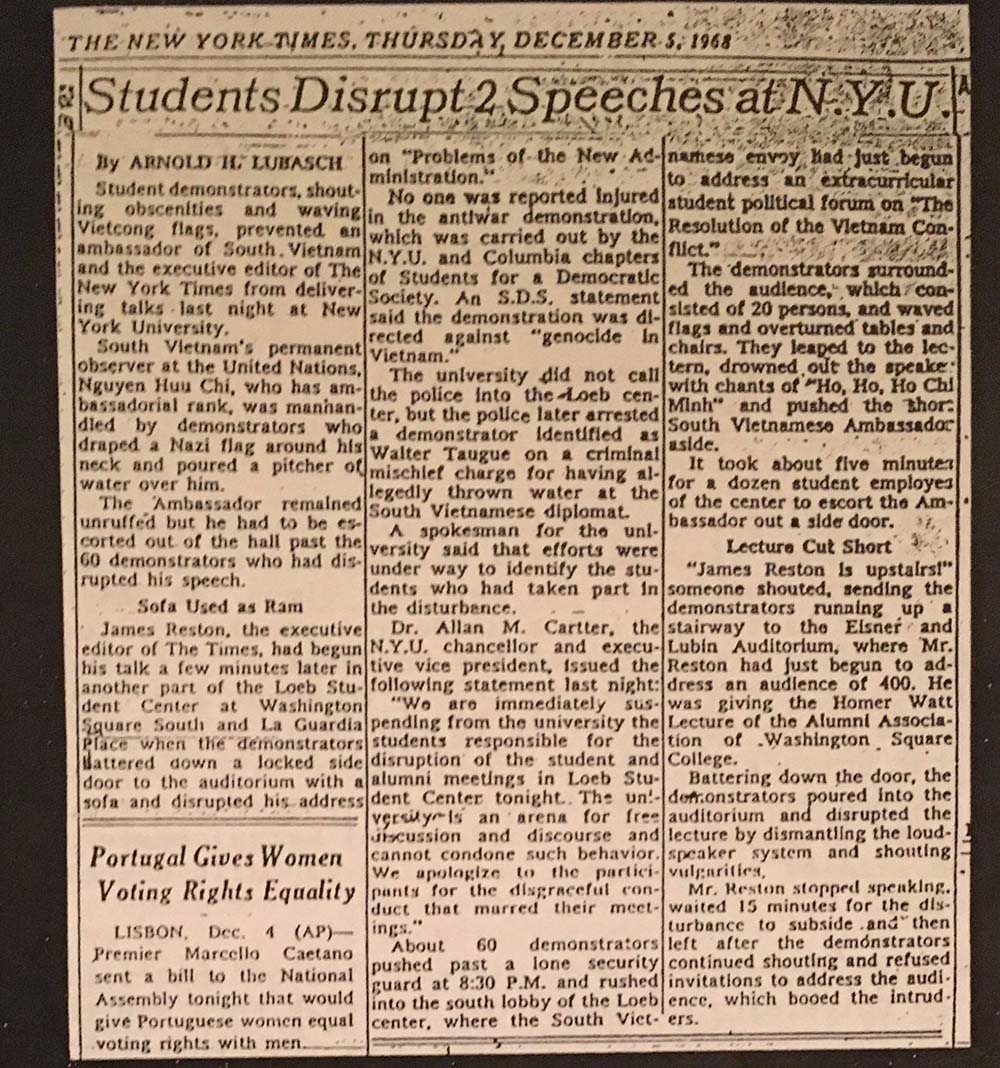 THE NEW YORK TIMES, THURSDAY, DECEMBER 5, 1968
Students Disrupt 2 Speeches at N.Y.U.
By ARNOLD H. LUBASCH
Student demonstrators, shout-
ing obscenities and waving
Vietcong flags, prevented an
ambassador of South Vietnam
and the executive editor of The
New York Times from deliver-
ing talks last night at New
York University.
South Vietnam's permanent
observer at the United Nations,
Nguyen Huu Chi, who has am-
bassadorial rank, was manhan-
dled by demonstrators who
draped a Nazi flag around his
neck and poured a pitcher of
water over him.
The Ambassador remained
unruffed but he had to be es-
corted out of the hall past the
60 demonstrators who had dis-
rupted his speech.
Sofa Used as Ram
James Reston, the executive
editor of The Times, had begun
his talk a few minutes later in
another part of the Loeb Stu-
dent Center at Washington
Square South and La Guardia
Place when the demonstrators
battered down a locked side
door to the auditorium with a
sofa and disrupted his address
on "Problems of the New Ad-
ministration."
No one was reported injured
in the antiwar demonstration,
which was carried out by the
N.Y.U. and Columbia chapters
of Students for a Democratic
Society. An S.D.S. statement
said the demonstration was di-
rected against "genocide in
Vietnam."
The university did not call
the police into the Loeb cen-
ter, but the police later arrested
a demonstrator identified as
Walter Taugue on a criminal
mischief charge for having al-
legedly thrown water at the
South Vietnamese diplomat.
A spokesman for the uni-
versity said that efforts were
under way to identify the stu-
dents who had taken part in
the disturbance.
Dr. Allan M. Cartter, the
N.Y.U. chancellor and execu-
tive vice president, issued the
following statement last night:
"We are immediately sus-
pending from the university the
students responsible for the
disruption of the student and
alumni meetings in Loeb Stu-
dent Center tonight. The uni-
versity is an arena for free
discussion and discourse and
cannot condone such behavior.
We apologize to the partici-
pants for the disgraceful con-
duct that marred their meet-
ings."
About 60 demonstrators
pushed past a lone security
guard at 8:30 P.M. and rushed
into the south lobby of the Loeb
center, where the South Viet-
namese envoy had just begun
to address an extracurricular
student political forum on "The
Resolution of the Vietnam Con-
flict."
The demonstrators surround-
ed the audience, which con-
sisted of 20 persons, and waved
flags and overturned tables and
chairs. They leaped to the lec-
tern, drowned out the speaker
with chants of "Ho, Ho, Ho Chi
Minh" and pushed the short
South Vietnamese Ambassador
aside.
It took about five minutes
for a dozen student employes
of the center to escort the Am-
bassador out a side door.
Lecture Cut Short
"James Reston is upstairs!"
someone shouted, sending the
demonstrators running up a
stairway to the Eisner and
Lubin Auditorium, where Mr.
Reston had just begun to ad-
dress an audience of 400. He
was giving the Homer Watt
Lecture of the Alumni Associa-
tion of Washington Square
College.
Battering down the door, the
demonstrators poured into the
auditorium and disrupted the
lecture by dismantling the loud-
speaker system and shouting
vulgarities.
Mr. Reston stopped speaking,
waited 15 minutes for the dis-
turbance to subside and then
left after the demonstrators
continued shouting and refused
invitations to address the audi-
ence, which booed the intrud-
ers.
Portugal Gives Women
Voting Rights Equality
LISBON, Dec. 4 (AP)—
Premier Marcello Caetano
sent a bill to the National
Assembly tonight that would
give Portuguese women equal
voting rights with men.